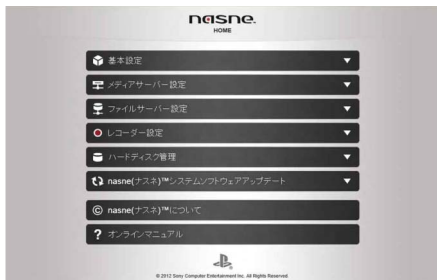 nasne.
HOME
基本設定
メディアサーバー設定
ファイルサーバー設定
レコーダー設定
ハードディスク管理
nasne(ナスネ)™システムソフトウェアアップデート
© nasne(ナスネ)™について
? オンラインマニュアル
© 2012 Sony Computer Entertainment Inc. All Rights Reserved